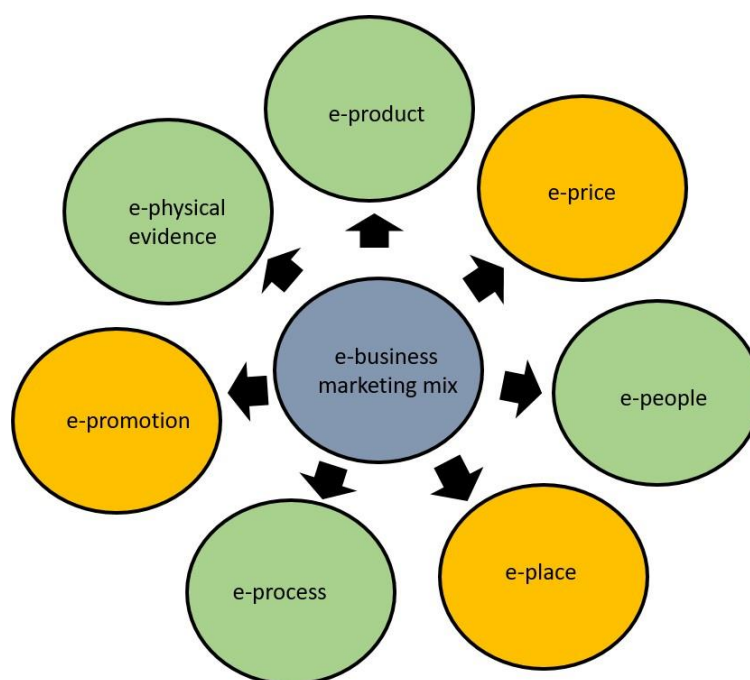 e-product
e-price
e-physical
evidence
e-business
marketing mix
e-people
e-promotion
e-place
e-process